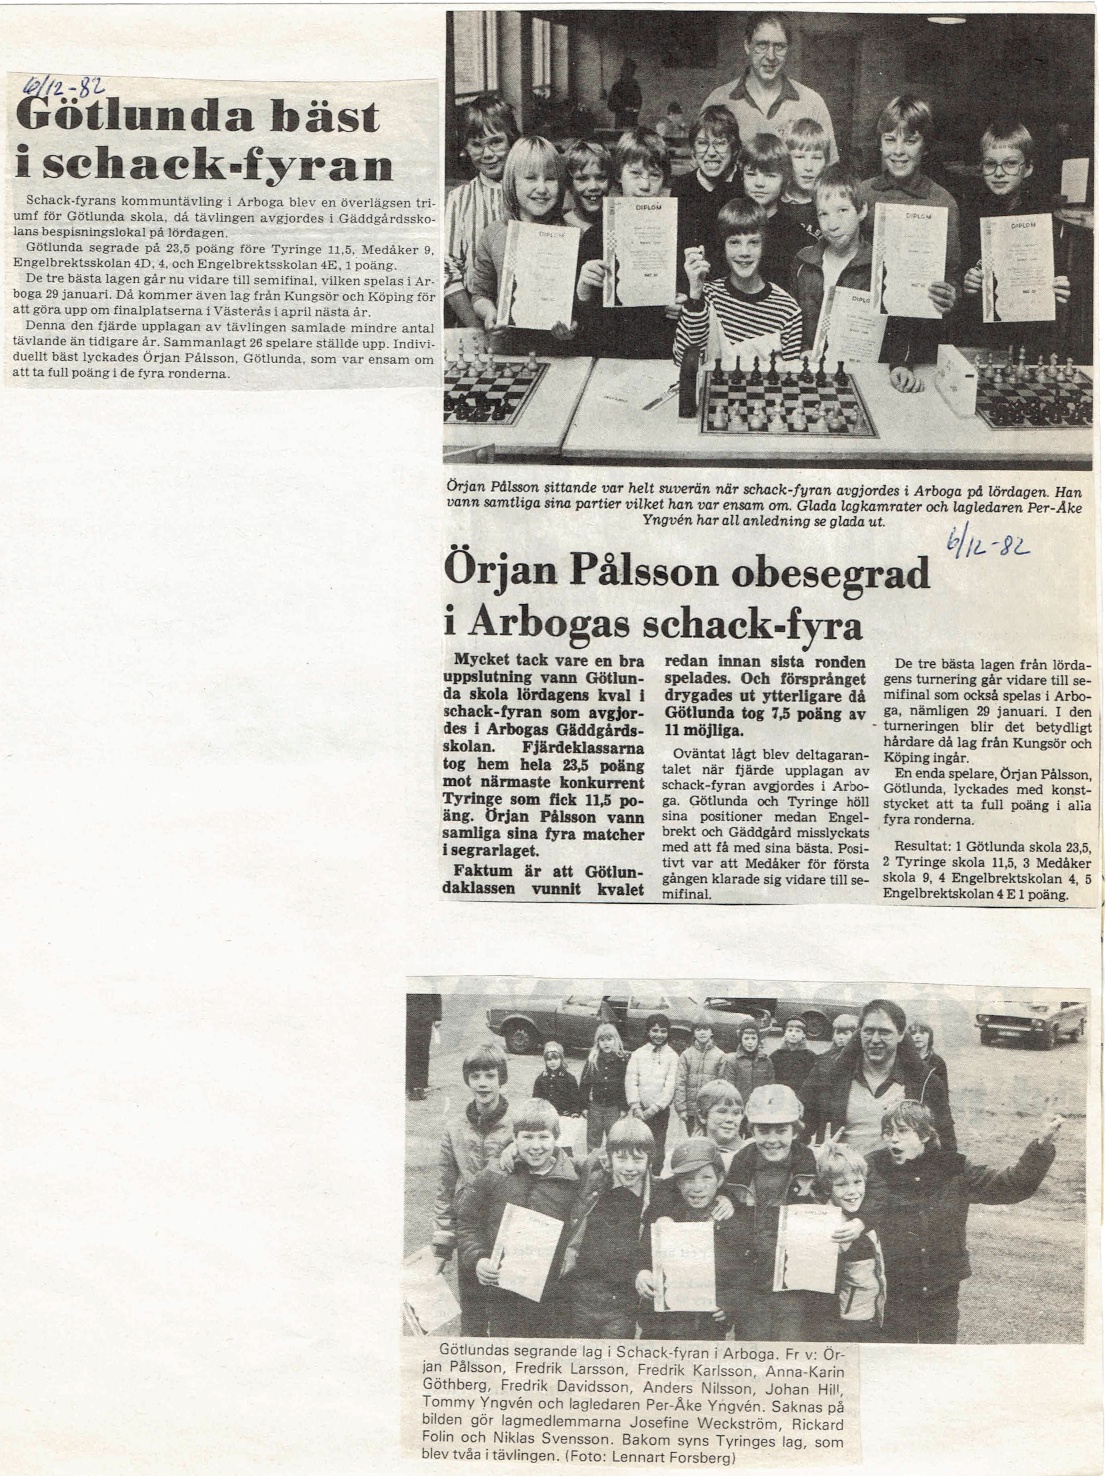 6/12-82
Götlunda bäst
i schack-fyran
Schack-fyrans kommuntävling i Arboga blev en överlägsen tri-
umf för Götlunda skola, då tävlingen avgjordes i Gäddgårdssko-
lans bespisningslokal på lördagen.
Götlunda segrade på 23,5 poäng före Tyringe 11,5, Medåker 9,
Engelbrektsskolan 4D, 4, och Engelbrektsskolan 4E, 1 poäng.
De tre bästa lagen går nu vidare till semifinal, vilken spelas i Ar-
boga 29 januari. Då kommer även lag från Kungsör och Köping för
att göra upp om finalplatserna i Västerås i april nästa år.
Denna den fjärde upplagan av tävlingen samlade mindre antal
tävlande än tidigare år. Sammanlagt 26 spelare ställde upp. Indivi-
duellt bäst lyckades Örjan Pålsson, Götlunda, som var ensam om
att ta full poäng i de fyra ronderna.
DIPLOM
DIPLOM
DIPLOM
DIPLOM
DIPLOM
Örjan Pålsson sittande var helt suverän när schack-fyran avgjordes i Arboga på lördagen. Han
vann samtliga sina partier vilket han var ensam om. Glada lagkamrater och lagledaren Per-Åke
Yngvén har all anledning se glada ut.
6/12-82
Örjan Pålsson obesegrad
i Arbogas schack-fyra
Mycket tack vare en bra
uppslutning vann Götlun-
da skola lördagens kval i
schack-fyran som avgjor-
des i Arbogas Gäddgårds-
skolan. Fjärdeklassarna
tog hem hela 23,5 poäng
mot närmaste konkurrent
Tyringe som fick 11,5 po-
äng. Örjan Pålsson vann
samliga sina fyra matcher
i segrarlaget.
Faktum är att Götlun-
daklassen vunnit kvalet
redan innan sista ronden
spelades. Och försprånget
drygades ut ytterligare då
Götlunda tog 7,5 poäng av
11 möjliga.
Oväntat lågt blev deltagaran-
talet när fjärde upplagan av
schack-fyran avgjordes i Arbo-
ga. Götlunda och Tyringe höll
sina positioner medan Engel-
brekt och Gäddgård misslyckats
med att få med sina bästa. Posi-
tivt var att Medåker för första
gången klarade sig vidare till se-
mifinal.
De tre bästa lagen från lörda-
gens turnering går vidare till se-
mifinal som också spelas i Arbo-
ga, nämligen 29 januari. I den
turneringen blir det betydligt
hårdare då lag från Kungsör och
Köping ingår.
En enda spelare, Örjan Pålsson,
Götlunda, lyckades med konst-
stycket att ta full poäng i alla
fyra ronderna.
Resultat: 1 Götlunda skola 23,5,
2 Tyringe skola 11,5, 3 Medåker
skola 9, 4 Engelbrektskolan 4, 5
Engelbrektskolan 4 E 1 poäng.
Götlundas segrande lag i Schack-fyran i Arboga. Fr v: Ör-
jan Pålsson, Fredrik Larsson, Fredrik Karlsson, Anna-Karin
Göthberg, Fredrik Davidsson, Anders Nilsson, Johan Hill,
Tommy Yngvén och lagledaren Per-Åke Yngvén. Saknas på
bilden gör lagmedlemmarna Josefine Weckström, Rickard
Folin och Niklas Svensson. Bakom syns Tyringes lag, som
blev tvåa i tävlingen. (Foto: Lennart Forsberg)